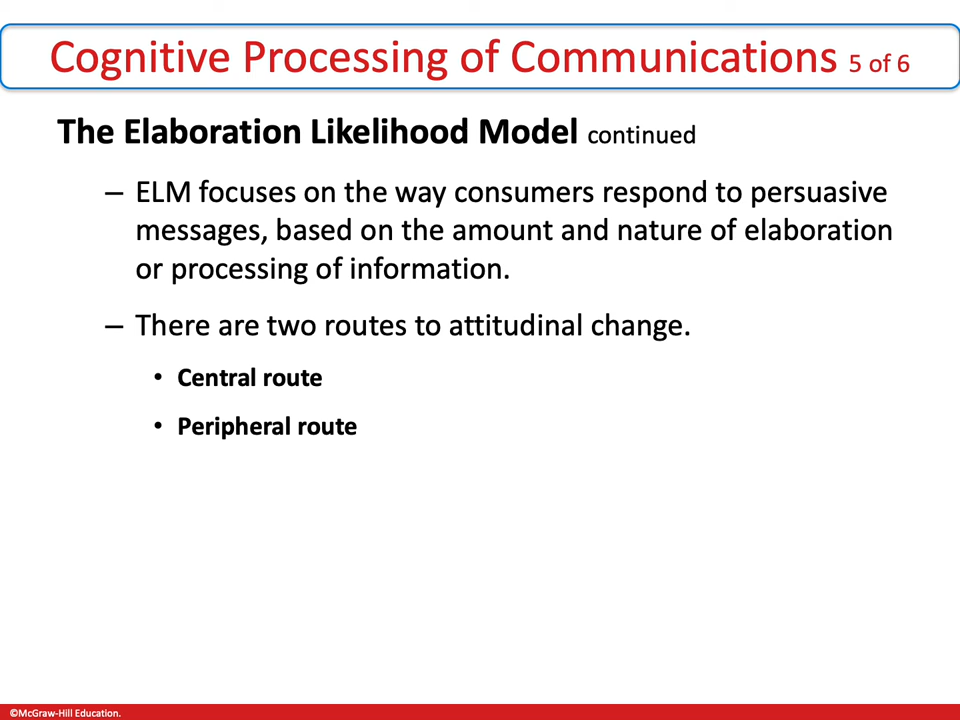 Cognitive Processing of Communications 5 of 6
The Elaboration Likelihood Model continued
– ELM focuses on the way consumers respond to persuasive
messages, based on the amount and nature of elaboration
or processing of information.
– There are two routes to attitudinal change.
• Central route
• Peripheral route
©McGraw-Hill Education.